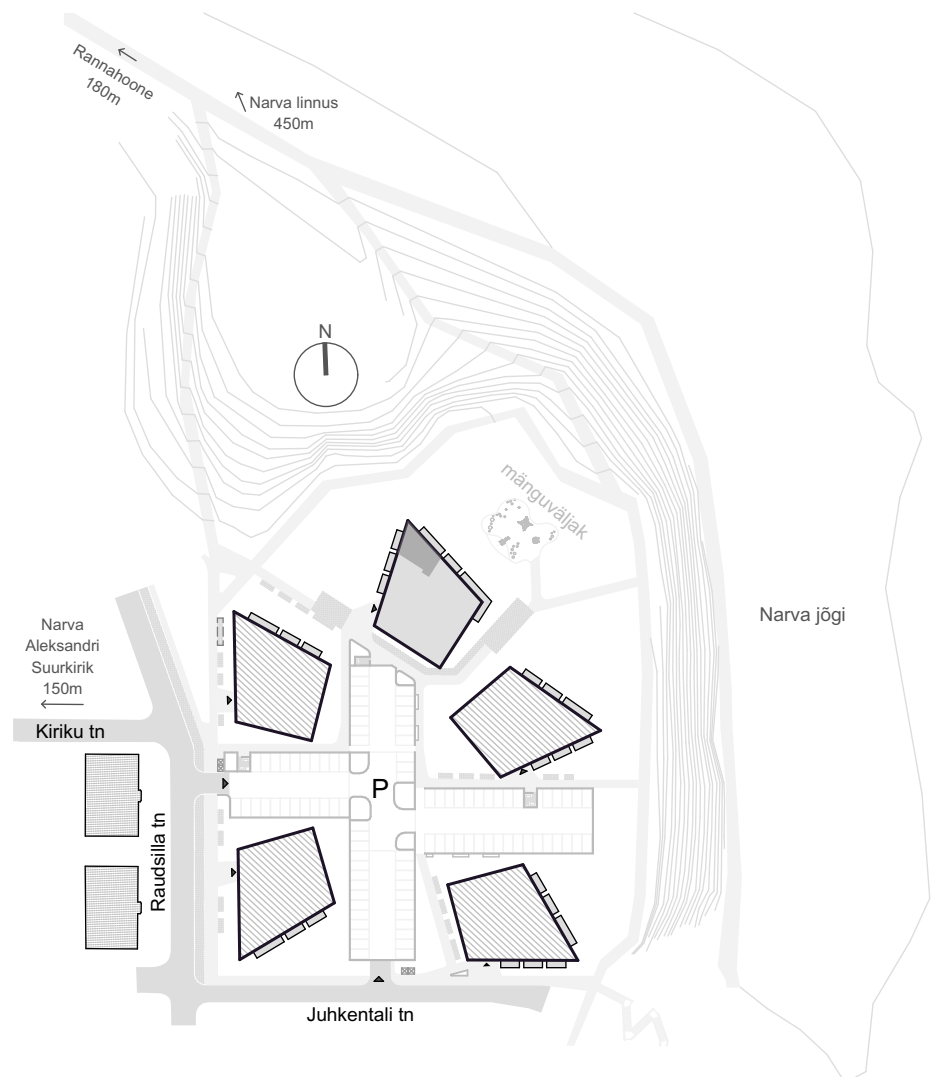 Rannahoone
180m
Narva linnus
450m
N
mänguväljak
Narva
Aleksandri
Suurkirik
150m
Narva jõgi
Kiriku tn
P
Raudsilla tn
Juhkentali tn